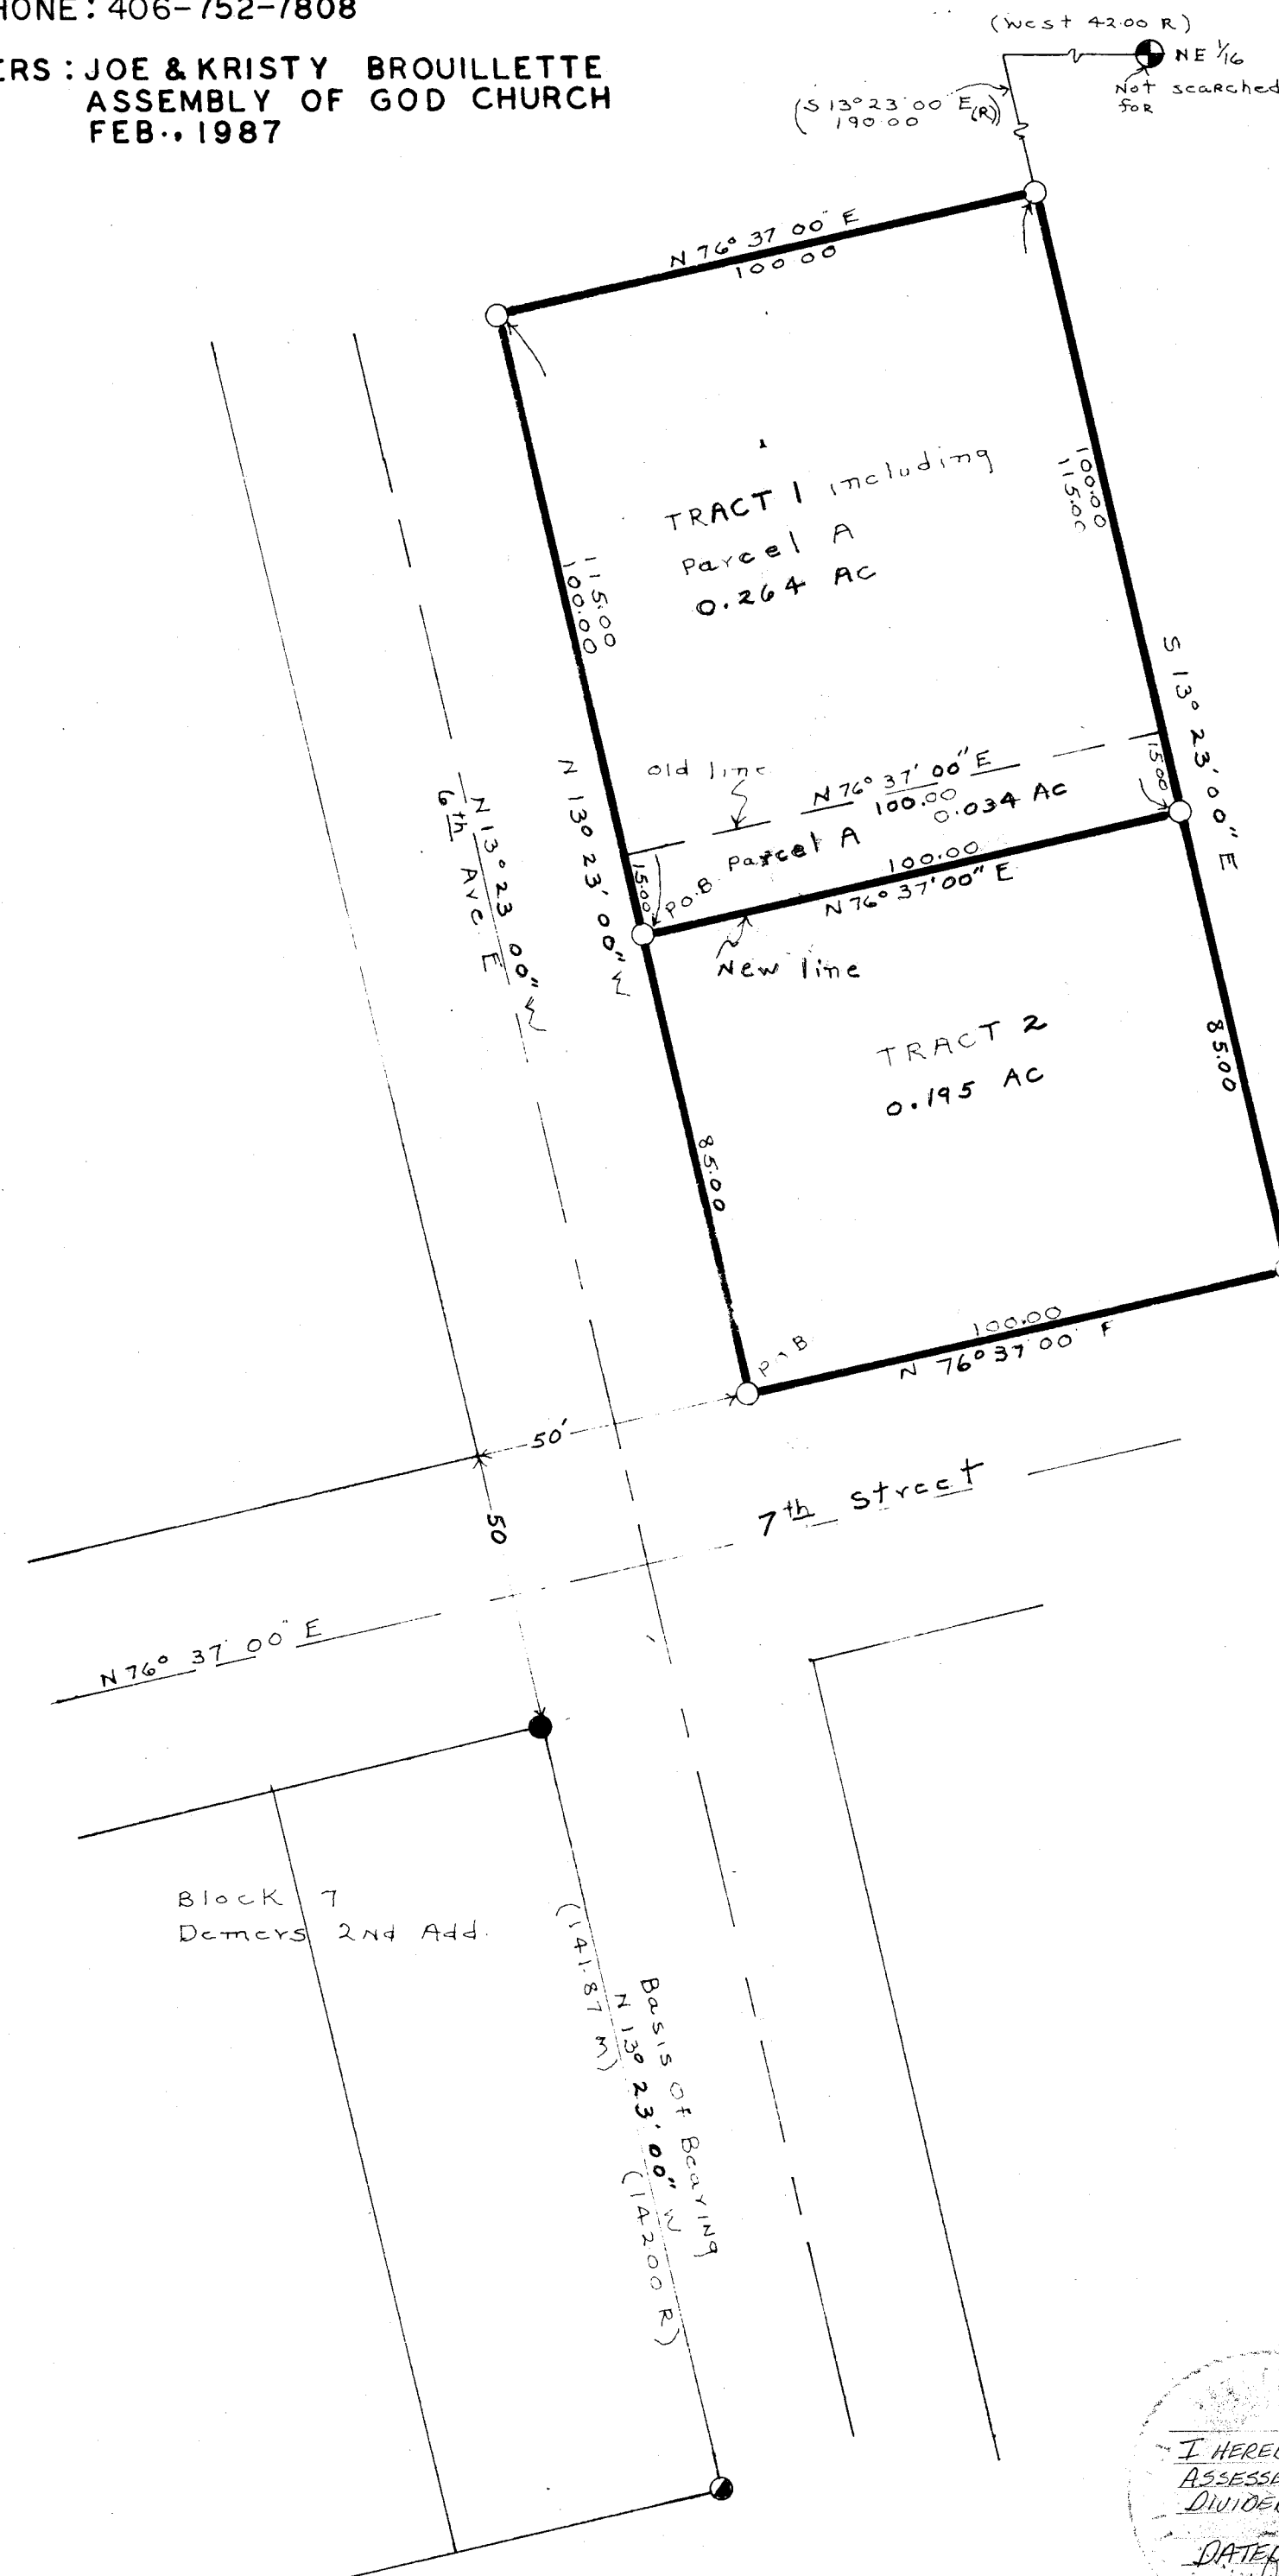 HONE: 406-752-7808
ERS: JOE & KRISTY BROUILLETTE
ASSEMBLY OF GOD CHURCH
FEB., 1987
(West 42.00 R)
NE 1/16
Not searched
for
(S 13° 23' 00 E(R))
190.00
N 76° 37 00" E
100.00
TRACT 1 including
Parcel A
0.264 AC
100.00
115.00
115.00
100.00
S 13° 23' 00" E
N 13° 23' 00" W
old line
N 76° 37' 00" E
100.00
0.034 AC
15.00
15.00
Parcel A
P.O.B
100.00
N 76° 37' 00" E
New line
N 13° 23 00" W
6th Ave. E
TRACT 2
0.195 AC
85.00
85.00
P.O.B
100.00
N 76° 37' 00"
50'
50
7th Street
N 76° 37' 00" E
Block 7
Demers 2nd Add.
(141.87 M)
Basis Of Bearing
N 13° 23' 00" W
(142.00 R)
I HERE
ASSESSE
DIVIDE
DATE